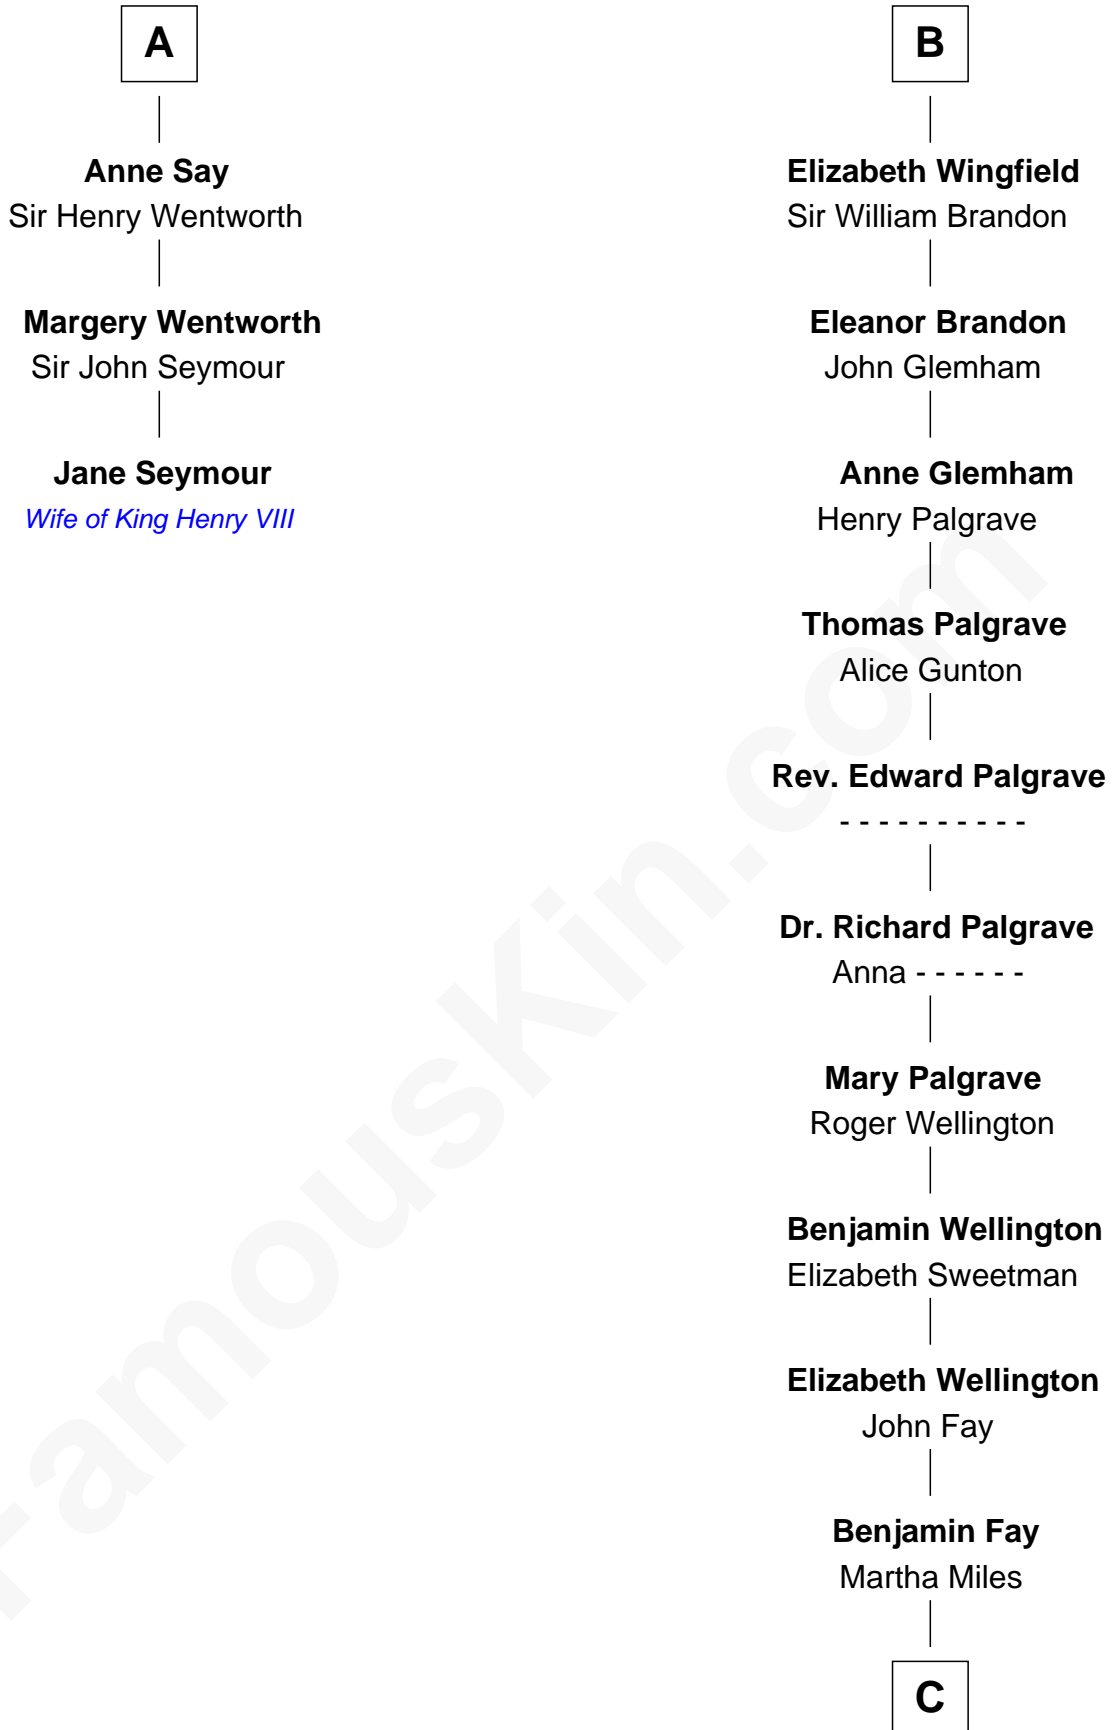 A
Anne Say
Sir Henry Wentworth
Margery Wentworth
Sir John Seymour
Jane Seymour
Wife of King Henry VIII
B
Elizabeth Wingfield
Sir William Brandon
Eleanor Brandon
John Glemham
Anne Glemham
Henry Palgrave
Thomas Palgrave
Alice Gunton
Rev. Edward Palgrave
- - - - - - - - - -
Dr. Richard Palgrave
Anna - - - - - -
Mary Palgrave
Roger Wellington
Benjamin Wellington
Elizabeth Sweetman
Elizabeth Wellington
John Fay
Benjamin Fay
Martha Miles
C
FamousKin.com